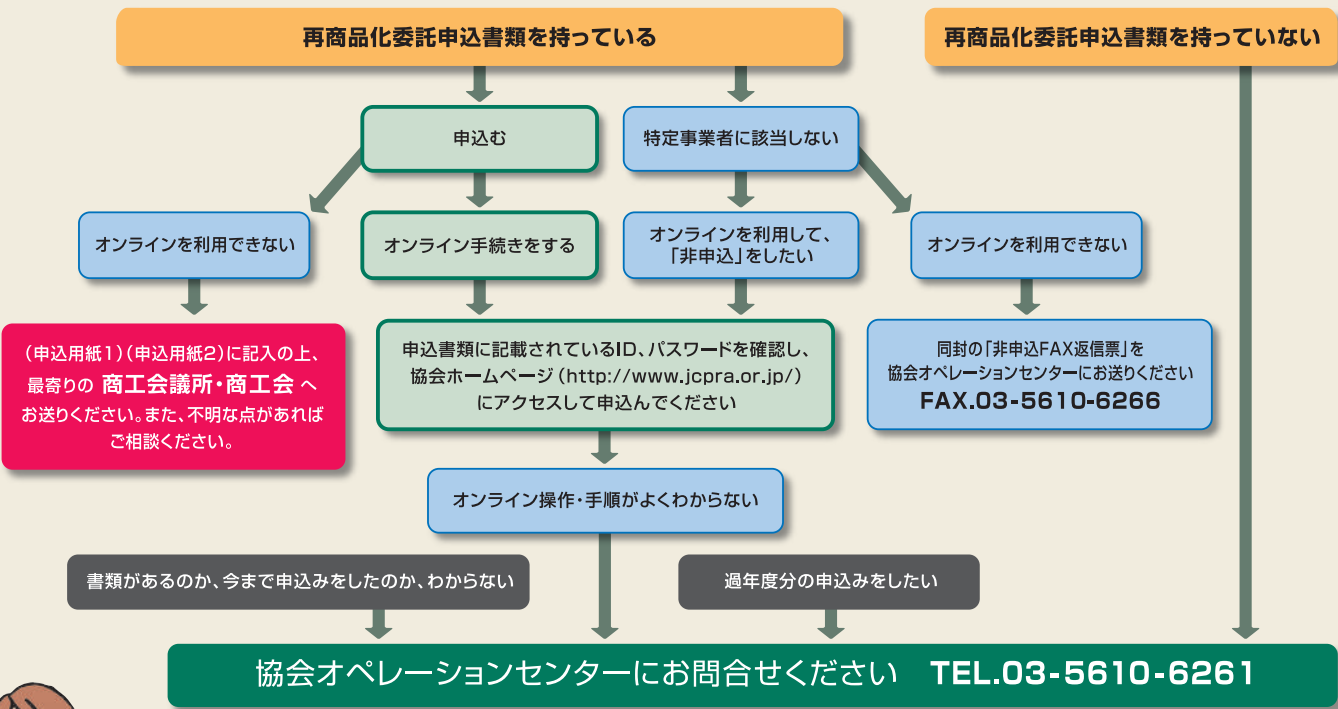 再商品化委託申込書類を持っている
再商品化委託申込書類を持っていない
申込む
特定事業者に該当しない
オンラインを利用できない
オンライン手続きをする
オンラインを利用して、
「非申込」をしたい
オンラインを利用できない
(申込用紙1)(申込用紙2)に記入の上、
最寄りの 商工会議所・商工会 へ
お送りください。また、不明な点があれば
ご相談ください。
申込書類に記載されているID、パスワードを確認し、
協会ホームページ(http://www.jcpra.or.jp/)
にアクセスして申込んでください
同封の「非申込FAX返信票」を
協会オペレーションセンターにお送りください
FAX.03-5610-6266
オンライン操作・手順がよくわからない
書類があるのか、今まで申込みをしたのか、わからない
過年度分の申込みをしたい
協会オペレーションセンターにお問合せください TEL.03-5610-6261